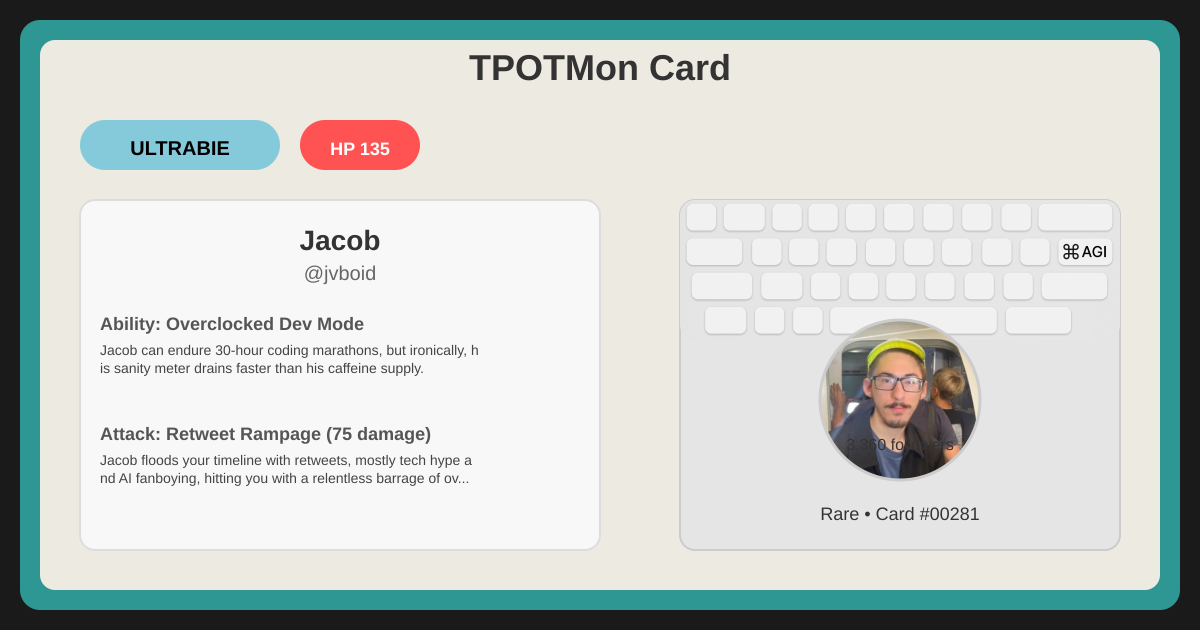 TPOTMon Card
ULTRABIE
HP 135
Jacob
@jvboid
Ability: Overclocked Dev Mode
Jacob can endure 30-hour coding marathons, but ironically, h
is sanity meter drains faster than his caffeine supply.
Attack: Retweet Rampage (75 damage)
Jacob floods your timeline with retweets, mostly tech hype a
nd AI fanboying, hitting you with a relentless barrage of ov...
⌘ AGI
3,360 followers
Rare • Card #00281